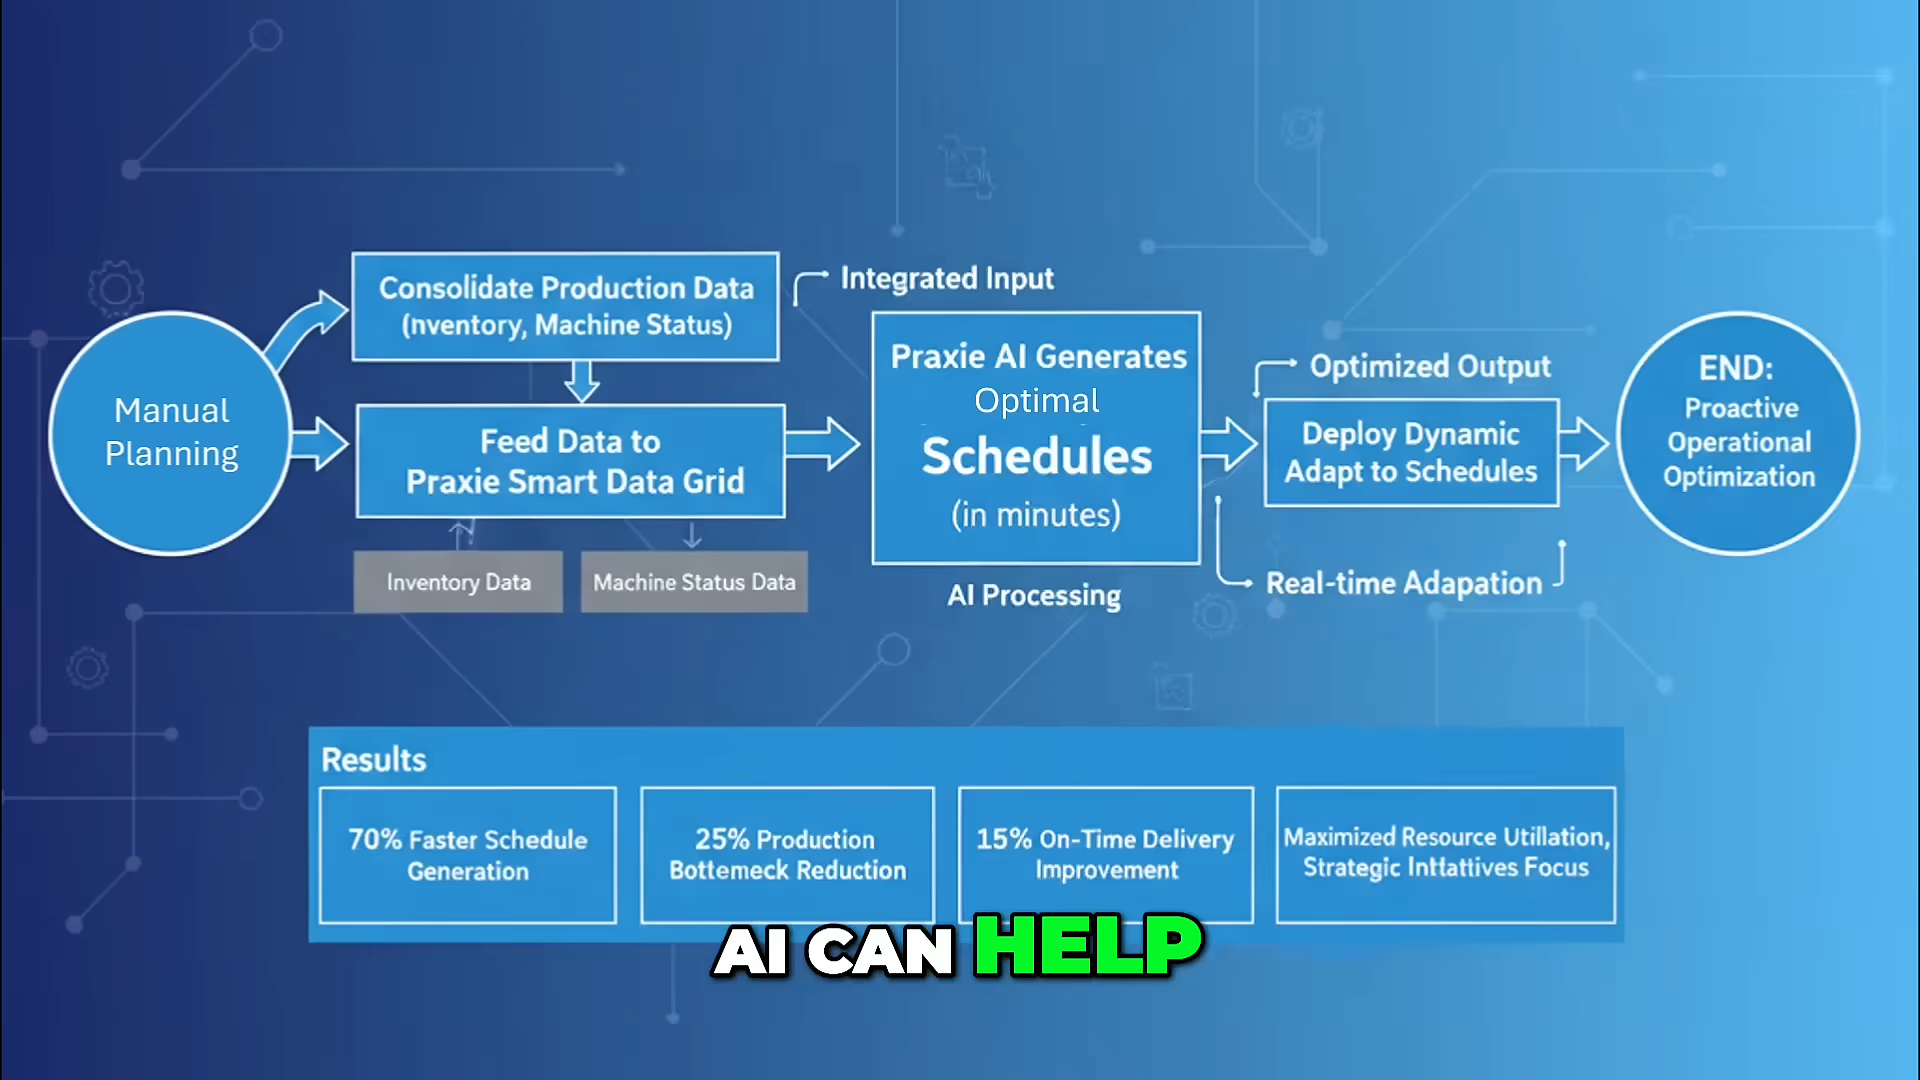 Manual
Planning
Consolidate Production Data
(nventory, Machine Status)
Feed Data to
Praxie Smart Data Grid
Inventory Data
Machine Status Data
Integrated Input
Praxie AI Generates
Optimal
Schedules
(in minutes)
AI Processing
Optimized Output
Deploy Dynamic
Adapt to Schedules
Real-time Adapation
END:
Proactive
Operational
Optimization
Results
70% Faster Schedule
Generation
25% Production
Bottemeck Reduction
15% On-Time Delivery
Improvement
Maximized Resource Utillation,
Strategic Inttattives Focus
AI CAN HELP